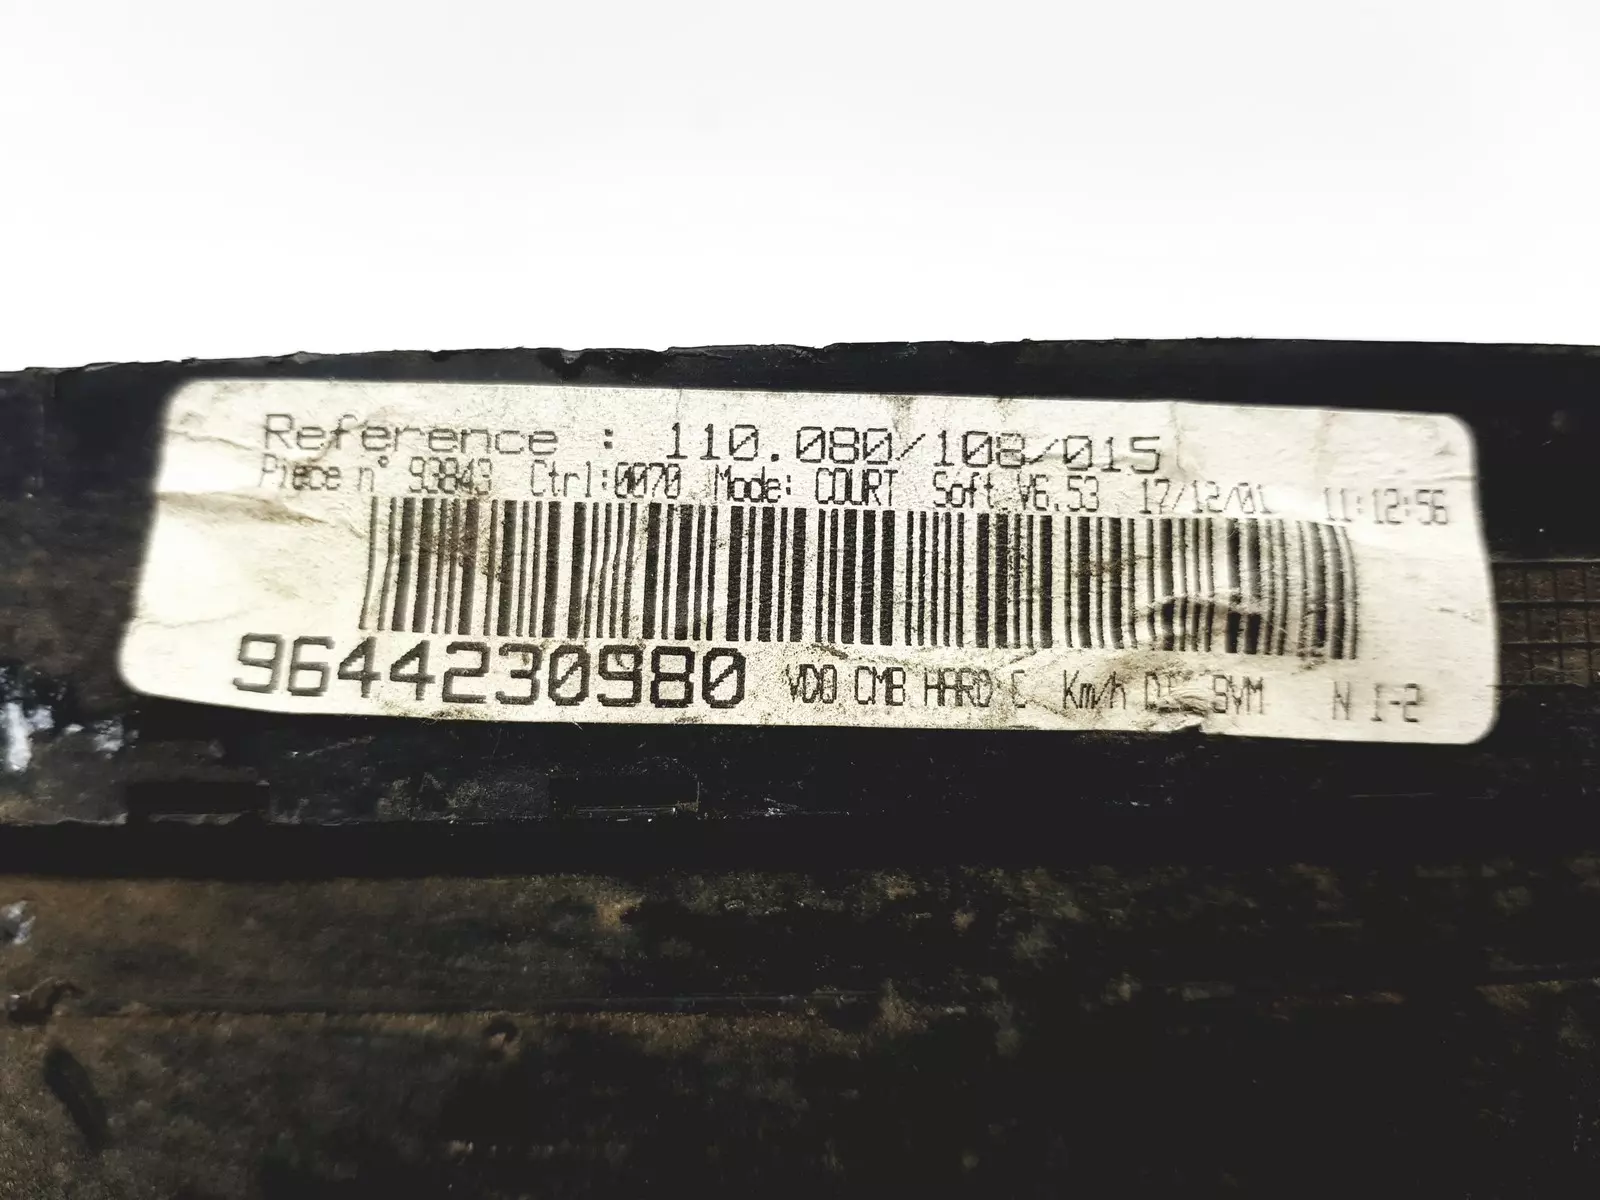 Reference : 110.080/108/015
Piece n° 93843 Ctrl:0070 Mode: COURT Soft V6.53 17/12/01 11:12:56
9644230980 VDO CMB HARD C Km/h SVM N 1-2